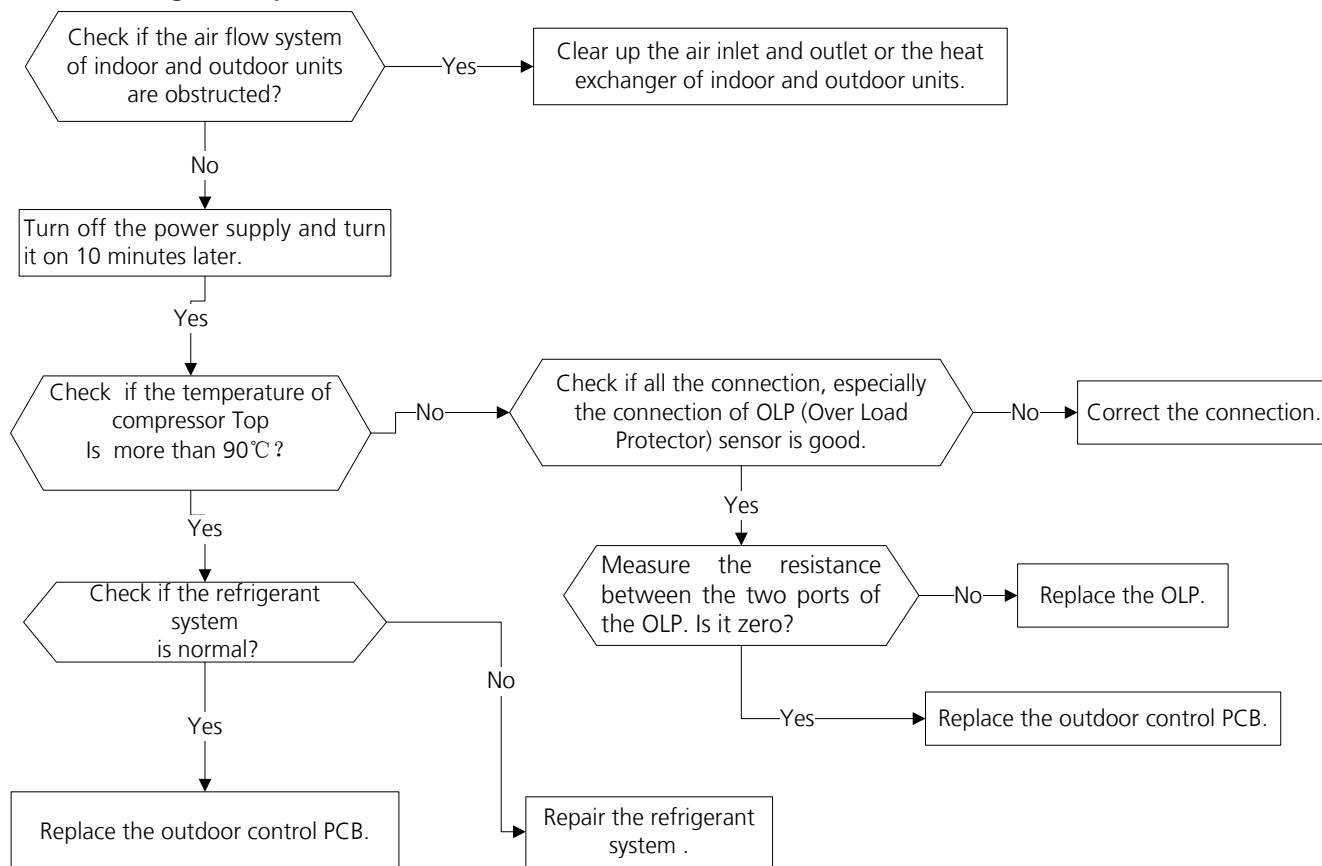 Check if the air flow system
of indoor and outdoor units
are obstructed?
Yes
Clear up the air inlet and outlet or the heat
exchanger of indoor and outdoor units.
No
Turn off the power supply and turn
it on 10 minutes later.
Yes
Check if the temperature of
compressor Top
Is more than 90℃?
No
Check if all the connection, especially
the connection of OLP (Over Load
Protector) sensor is good.
No
Correct the connection.
Yes
Yes
Measure the resistance
between the two ports of
the OLP. Is it zero?
No
Replace the OLP.
Check if the refrigerant
system
is normal?
No
Yes
Yes
Replace the outdoor control PCB.
Replace the outdoor control PCB.
Repair the refrigerant
system .